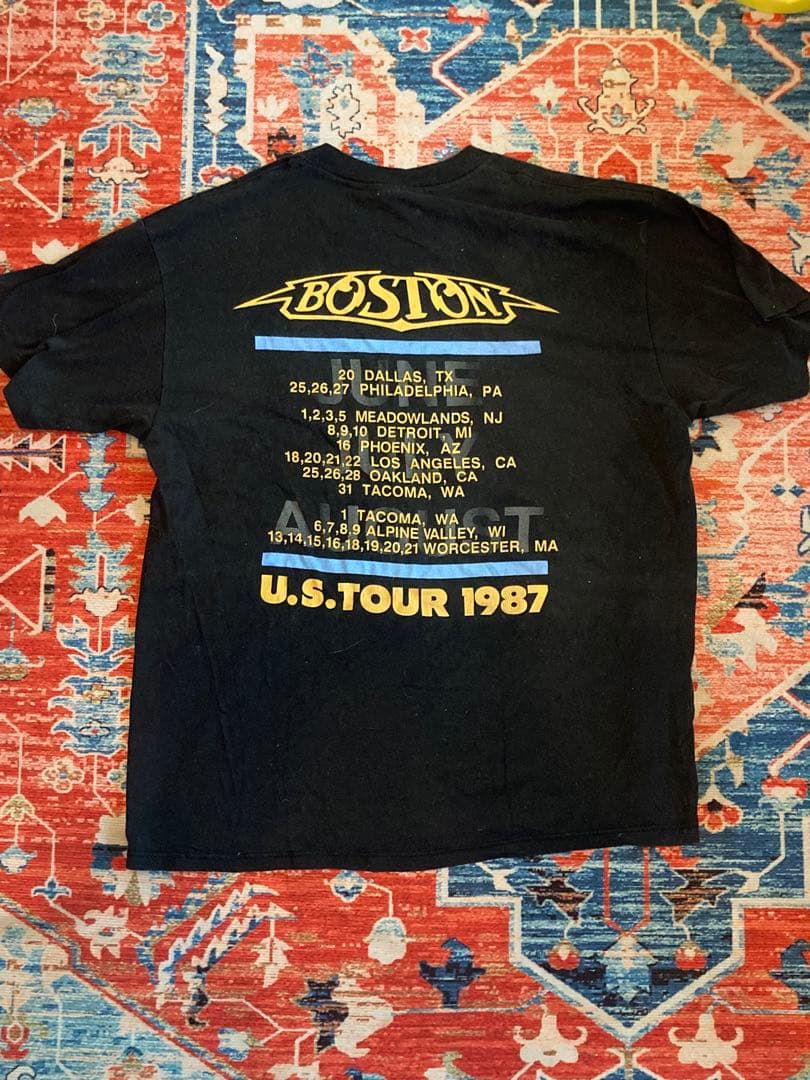 BOSTON
JUNE
20 DALLAS, TX
25,26,27 PHILADELPHIA, PA
1,2,3,5 MEADOWLANDS, NJ
8,9,10 DETROIT, MI
16 PHOENIX, AZ
18,20,21,22 LOS ANGELES, CA
25,26,28 OAKLAND, CA
31 TACOMA, WA
AUGUST
1 TACOMA, WA
6,7,8,9 ALPINE VALLEY, WI
13,14,15,16,18,19,20,21 WORCESTER, MA
U.S.TOUR 1987